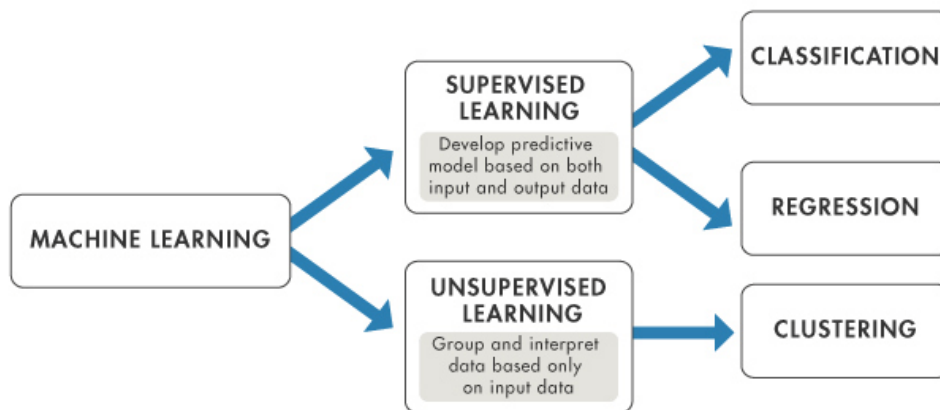 MACHINE LEARNING
SUPERVISED
LEARNING
Develop predictive
model based on both
input and output data
UNSUPERVISED
LEARNING
Group and interpret
data based only
on input data
CLASSIFICATION
REGRESSION
CLUSTERING